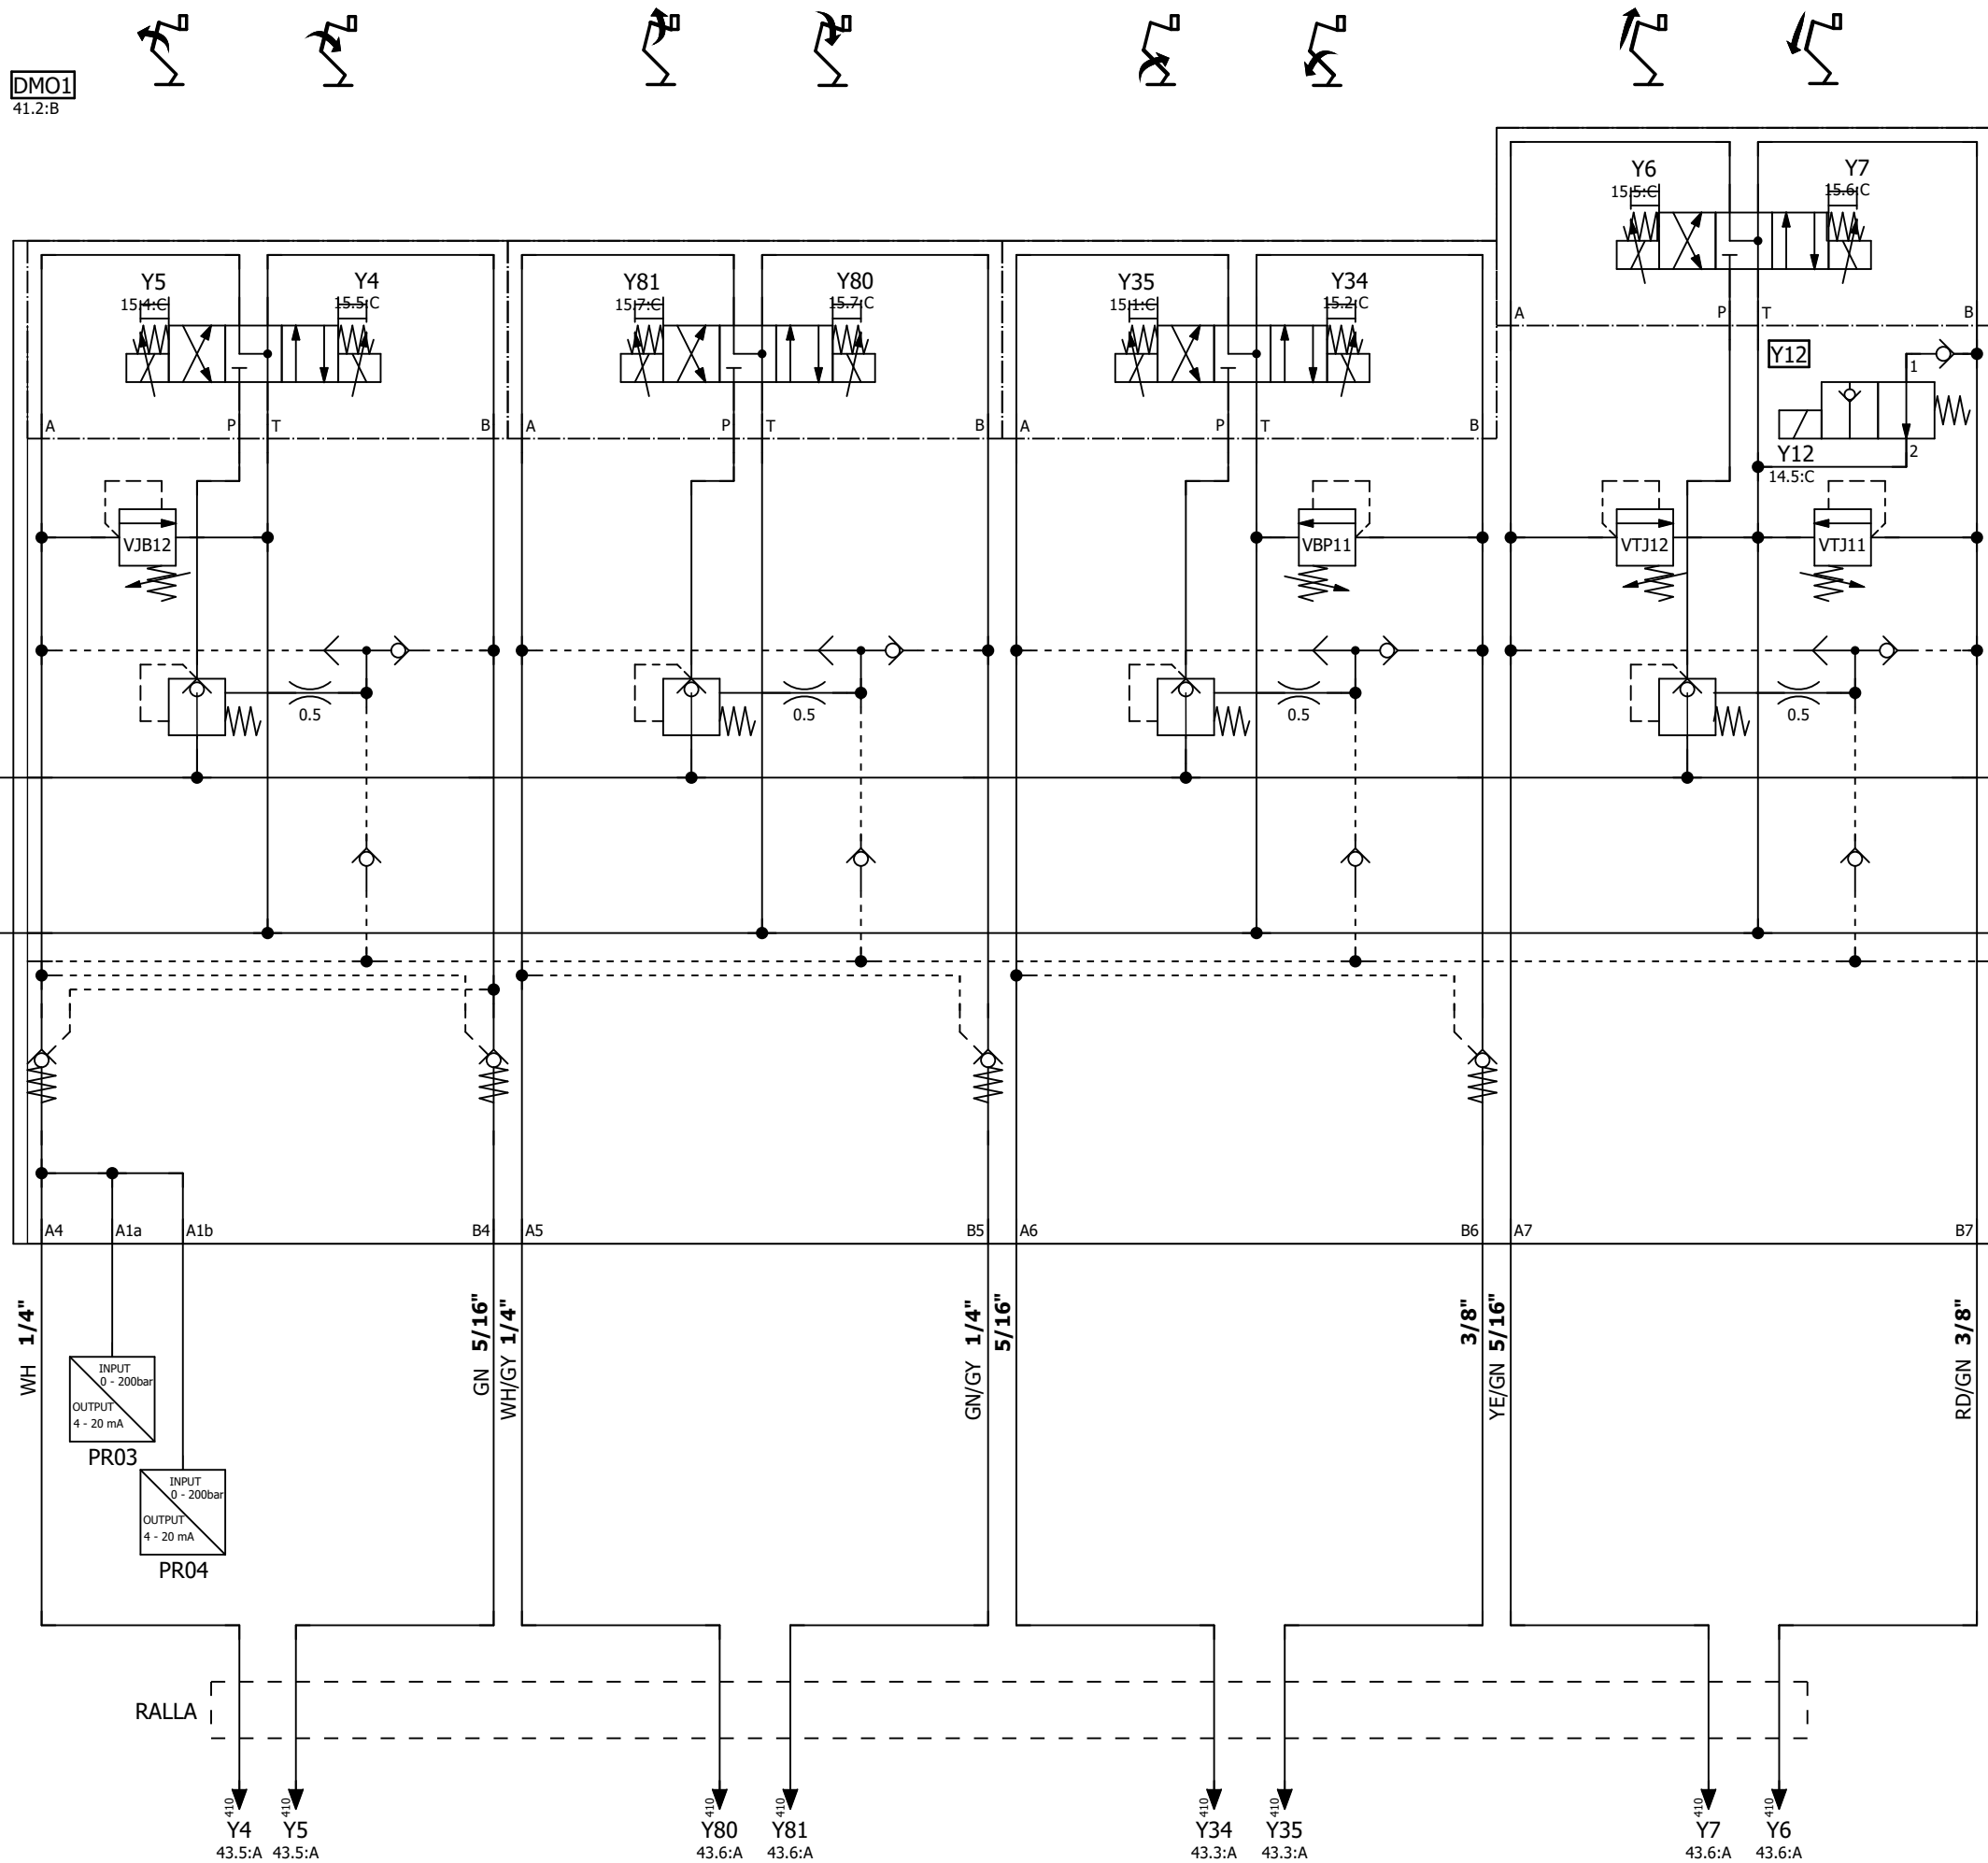 DMO1
41.2:B
Y6
15.5:C
Y7
15.6:C
Y5
15.4:C
Y4
15.5:C
Y81
15.7:C
Y80
15.7:C
Y35
15.1:C
Y34
15.2:C
A P T B
Y12
1
A P T B
A P T B
A P T B
2
Y12
14.5:C
VJB12
VBP11
VTJ12
VTJ11
0.5
0.5
0.5
0.5
A4 A1a A1b B4 A5 B5 A6 B6 A7 B7
WH 1/4"
GN 5/16"
WH/GY 1/4"
GN/GY 1/4"
5/16"
3/8"
YE/GN 5/16"
RD/GN 3/8"
INPUT
0 - 200bar
OUTPUT
4 - 20 mA
PR03
INPUT
0 - 200bar
OUTPUT
4 - 20 mA
PR04
RALLA
410
410
410
410
410
410
410
410
Y4 Y5 Y80 Y81 Y34 Y35 Y7 Y6
43.5:A 43.5:A 43.6:A 43.6:A 43.3:A 43.3:A 43.6:A 43.6:A